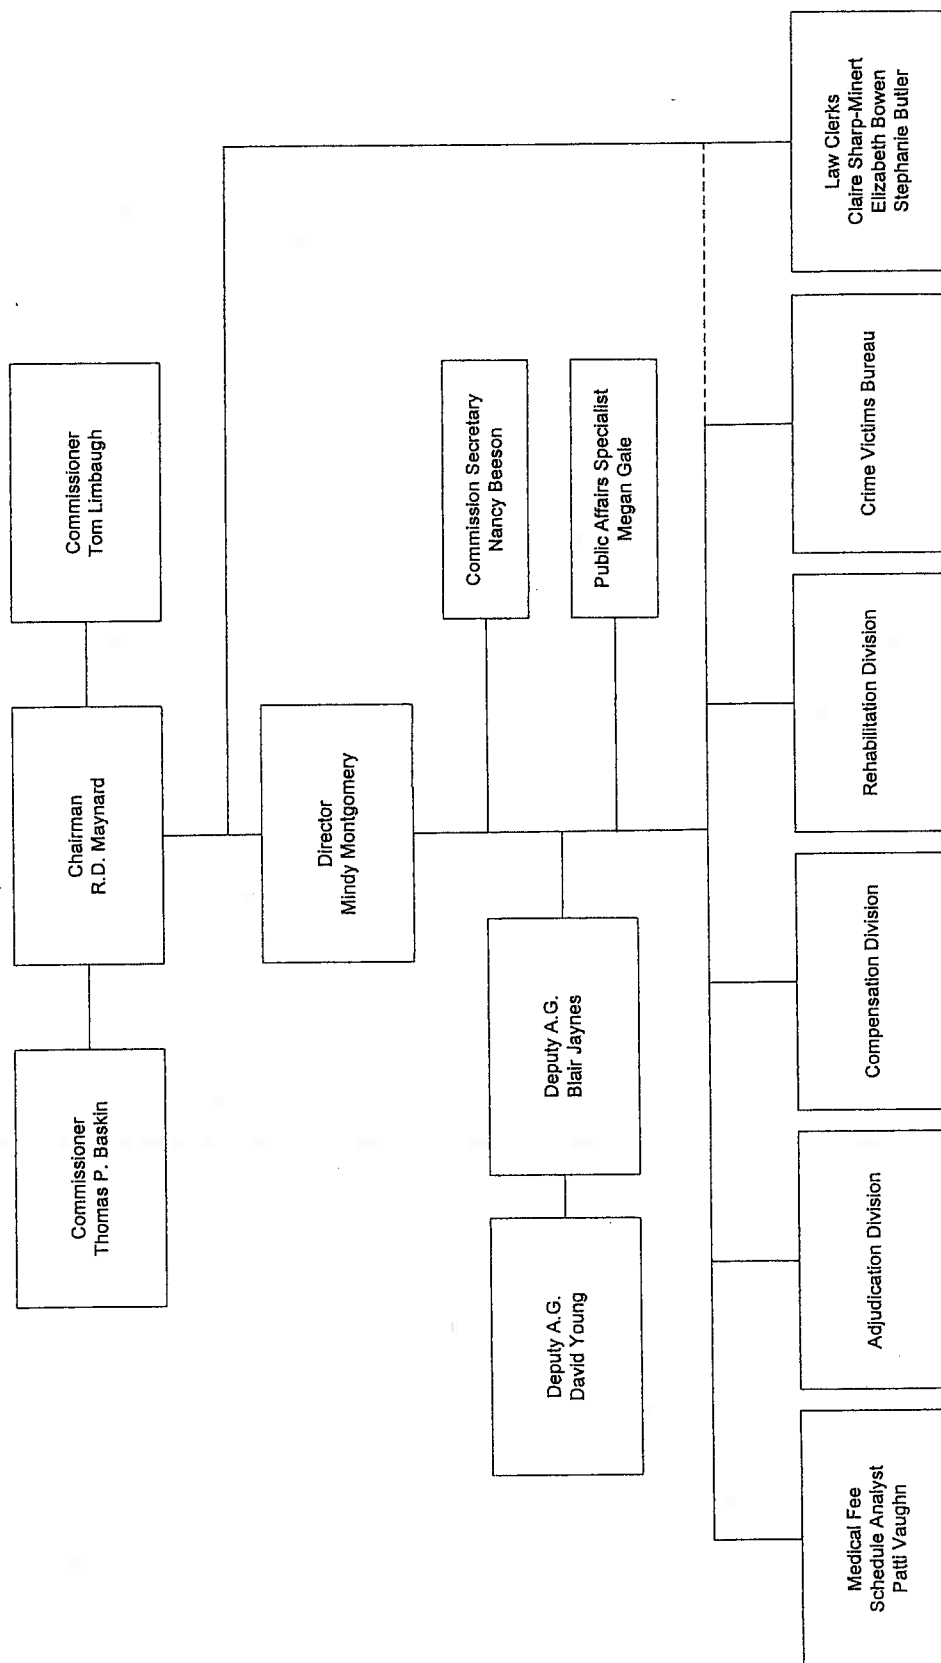 Commissioner
Thomas P. Baskin
Chairman
R.D. Maynard
Commissioner
Tom Limbaugh
Director
Mindy Montgomery
Commission Secretary
Nancy Beeson
Deputy A.G.
David Young
Deputy A.G.
Blair Jaynes
Public Affairs Specialist
Megan Gale
Medical Fee
Schedule Analyst
Patti Vaughn
Adjudication Division
Compensation Division
Rehabilitation Division
Crime Victims Bureau
Law Clerks
Claire Sharp-Minert
Elizabeth Bowen
Stephanie Butler